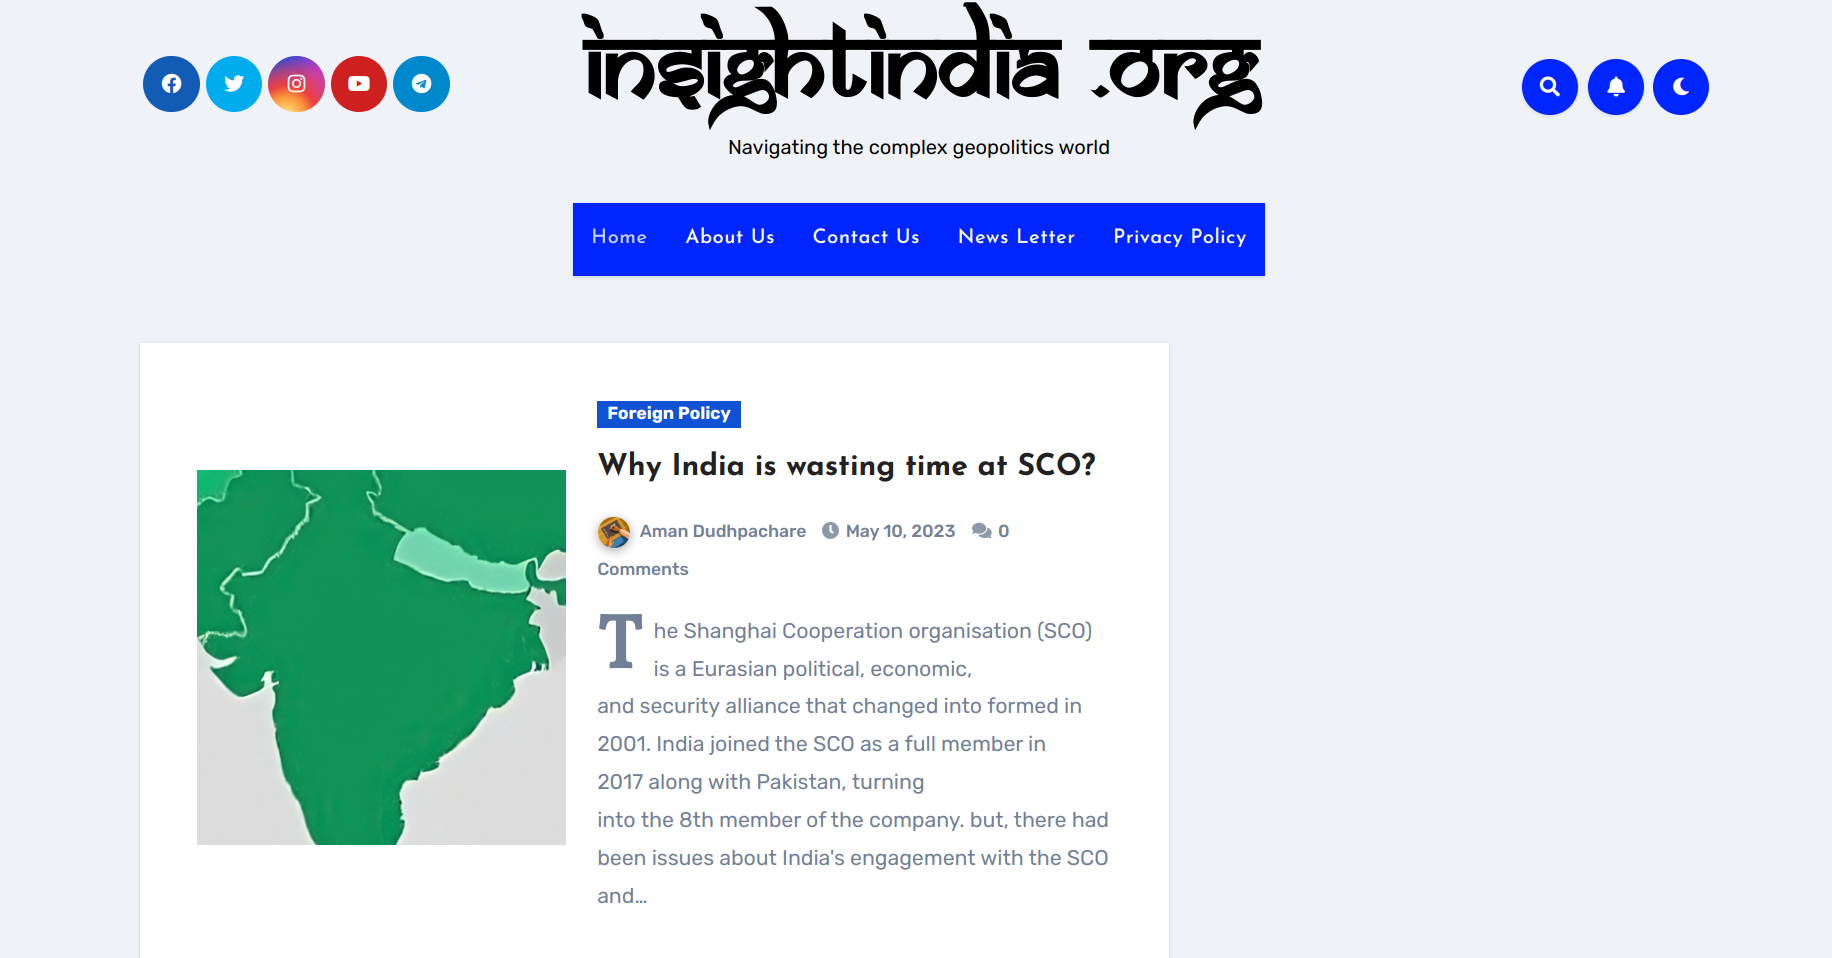 insightindia .org
Navigating the complex geopolitics world
Home About Us Contact Us News Letter Privacy Policy
Foreign Policy
Why India is wasting time at SCO?
Aman Dudhpachare May 10, 2023 0
Comments
The Shanghai Cooperation organisation (SCO)
is a Eurasian political, economic,
and security alliance that changed into formed in
2001. India joined the SCO as a full member in
2017 along with Pakistan, turning
into the 8th member of the company. but, there had
been issues about India's engagement with the SCO
and…